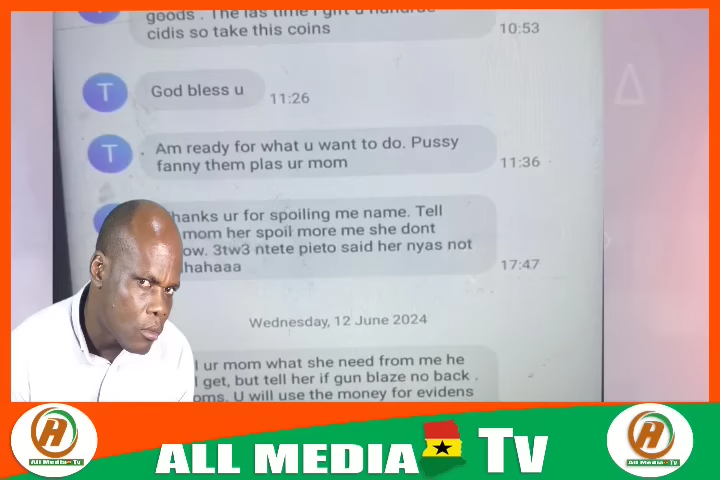 goods . The las time I gift u hundrde
cidis so take this coins
10:53
T
God bless u
11:26
T
Am ready for what u want to do. Pussy
fanny them plas ur mom
11:36
hanks ur for spoiling me name. Tell
mom her spoil more me she dont
ow. 3tw3 ntete pieto said her nyas not
hahaaa
17:47
Wednesday, 12 June 2024
ur mom what she need from me he
get, but tell her if gun blaze no back .
oms. U will use the money for evidens
All Media Tv
ALL MEDIA TV
All Media Tv